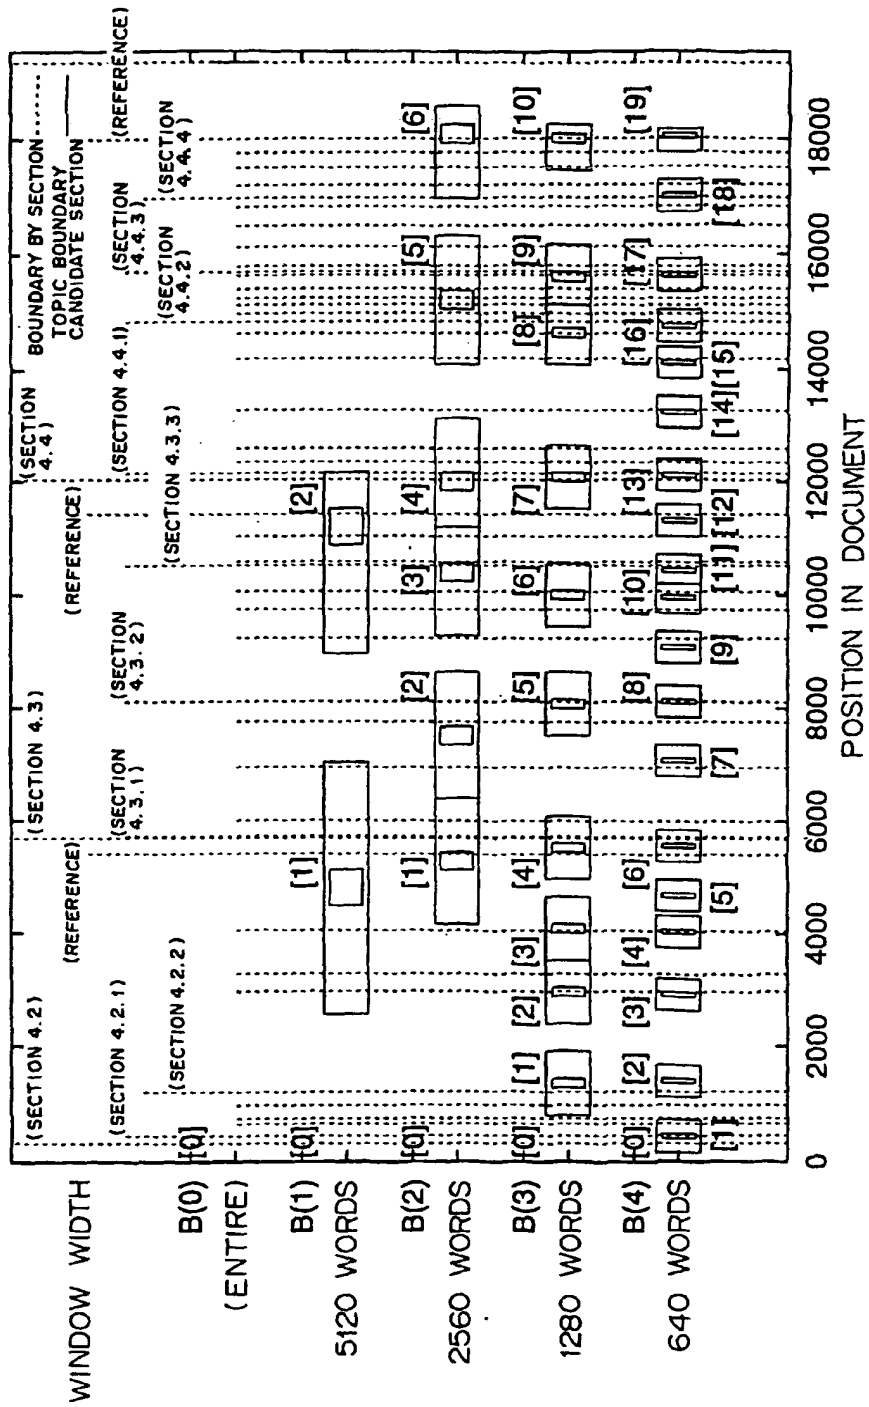 WINDOW WIDTH
BOUNDARY BY SECTION
TOPIC BOUNDARY
CANDIDATE SECTION
(SECTION 4.2)
(SECTION 4.3)
(SECTION
4.4)
(REFERENCE)
(REFERENCE)
(REFERENCE)
(SECTION 4.2.1)
(SECTION
4.3.1)
(SECTION
4.3.2)
(SECTION 4.4.1)
(SECTION
4.4.3)
(SECTION 4.2.2)
(SECTION 4.3.3)
(SECTION
4.4.2)
(SECTION
4.4.4)
B(0) [0]
(ENTIRE)
B(1) [0] [1] [2]
5120 WORDS
B(2) [0] [1] [2] [3] [4] [5] [6]
2560 WORDS
B(3) [0] [1] [2] [3] [4] [5] [6] [7] [8] [9] [10]
1280 WORDS
B(4) [0] [2] [3] [4] [6] [8] [10] [13] [16] [17] [19]
640 WORDS
[1] [5] [7] [9] [11] [12] [14] [15] [18]
0 2000 4000 6000 8000 10000 12000 14000 16000 18000
POSITION IN DOCUMENT